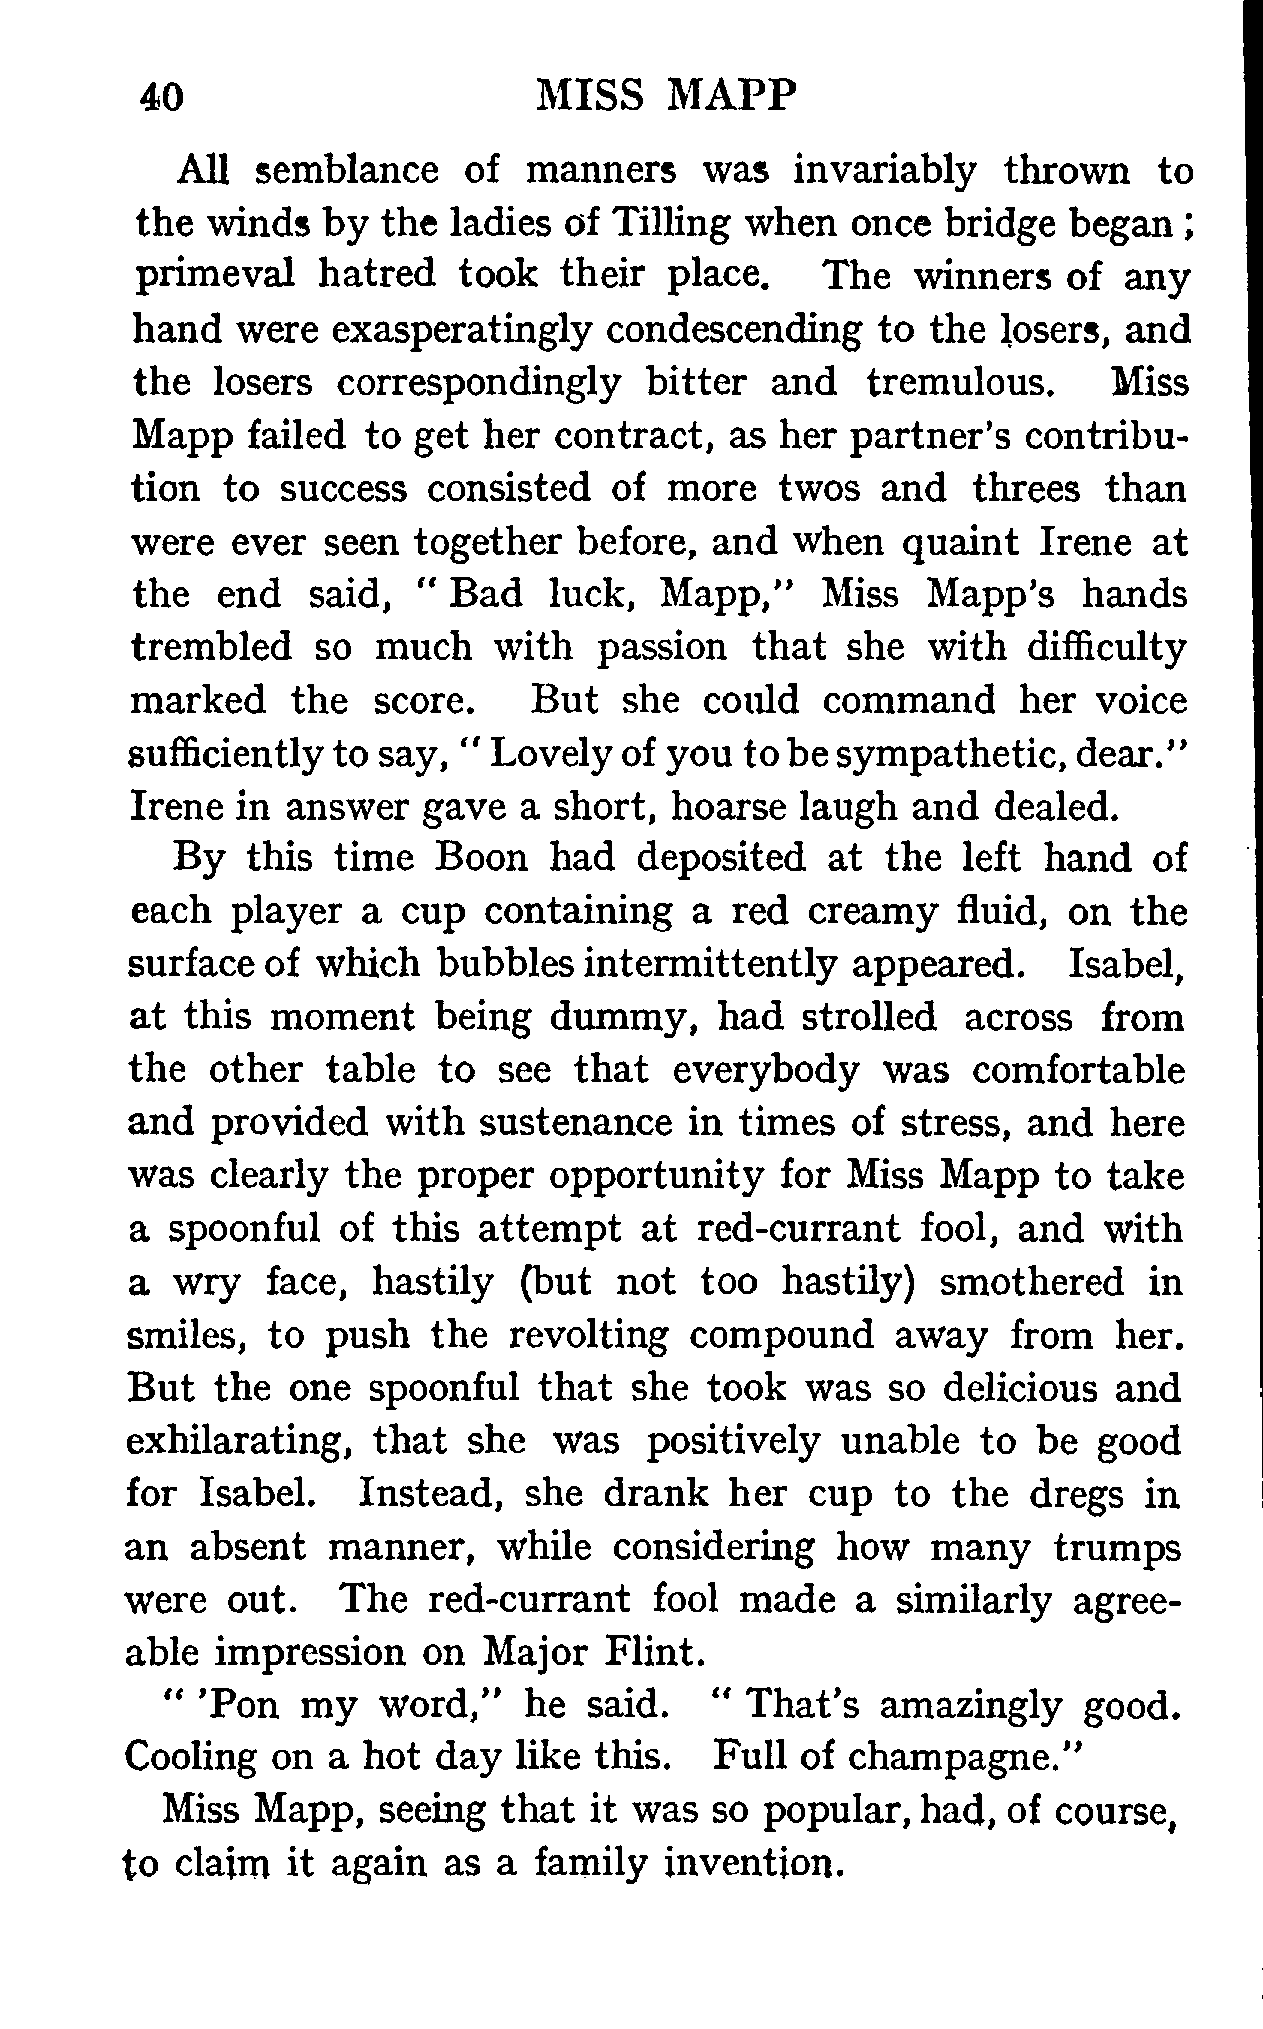 40 MISS MAPP
All semblance of manners was invariably thrown to
the winds by the ladies of Tilling when once bridge began ;
primeval hatred took their place. The winners of any
hand were exasperatingly condescending to the losers, and
the losers correspondingly bitter and tremulous. Miss
Mapp failed to get her contract, as her partner's contribu-
tion to success consisted of more twos and threes than
were ever seen together before, and when quaint Irene at
the end said, " Bad luck, Mapp," Miss Mapp's hands
trembled so much with passion that she with difficulty
marked the score. But she could command her voice
sufficiently to say, " Lovely of you to be sympathetic, dear."
Irene in answer gave a short, hoarse laugh and dealed.
By this time Boon had deposited at the left hand of
each player a cup containing a red creamy fluid, on the
surface of which bubbles intermittently appeared. Isabel,
at this moment being dummy, had strolled across from
the other table to see that everybody was comfortable
and provided with sustenance in times of stress, and here
was clearly the proper opportunity for Miss Mapp to take
a spoonful of this attempt at red-currant fool, and with
a wry face, hastily (but not too hastily) smothered in
smiles, to push the revolting compound away from her.
But the one spoonful that she took was so delicious and
exhilarating, that she was positively unable to be good
for Isabel. Instead, she drank her cup to the dregs in
an absent manner, while considering how many trumps
were out. The red-currant fool made a similarly agree-
able impression on Major Flint.
" 'Pon my word," he said. " That's amazingly good.
Cooling on a hot day like this. Full of champagne."
Miss Mapp, seeing that it was so popular, had, of course,
to claim it again as a family invention.